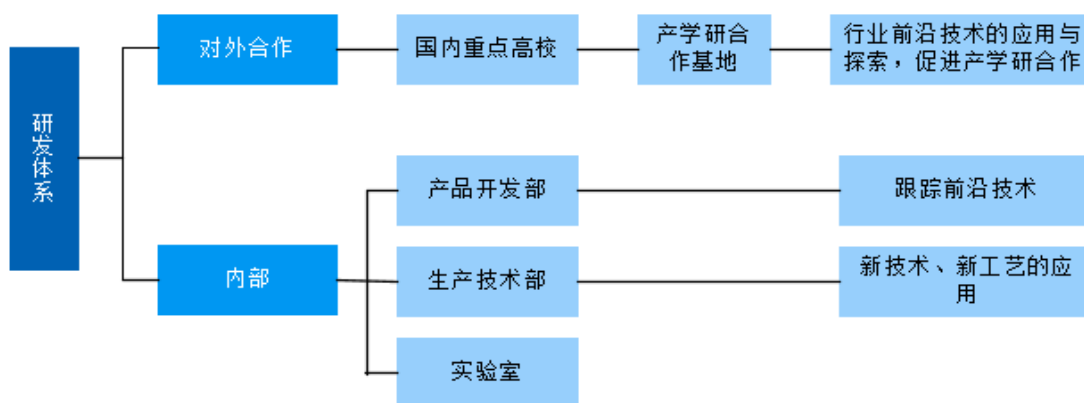 研发体系
对外合作
国内重点高校
产学研合
作基地
行业前沿技术的应用与
探索，促进产学研合作
内部
产品开发部
跟踪前沿技术
生产技术部
新技术、新工艺的应
用
实验室